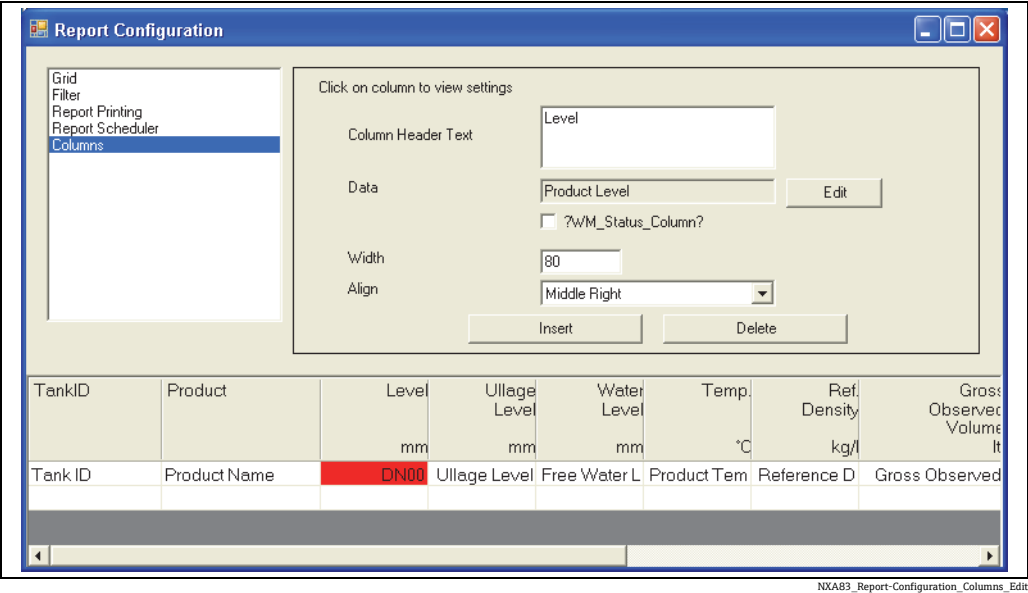 Report Configuration
Grid
Filter
Report Printing
Report Scheduler
Columns
Click on column to view settings
Column Header Text
Level
Data
Product Level
Edit
?WM_Status_Column?
Width
80
Align
Middle Right
Insert
Delete
TankID Product Level Ullage Water Temp. Ref. Gross
Level Level Density Observed
Volume
mm mm mm °C kg/l lt
Tank ID Product Name DN00 Ullage Level Free Water L Product Tem Reference D Gross Observed
NXA83_Report-Configuration_Columns_Edit